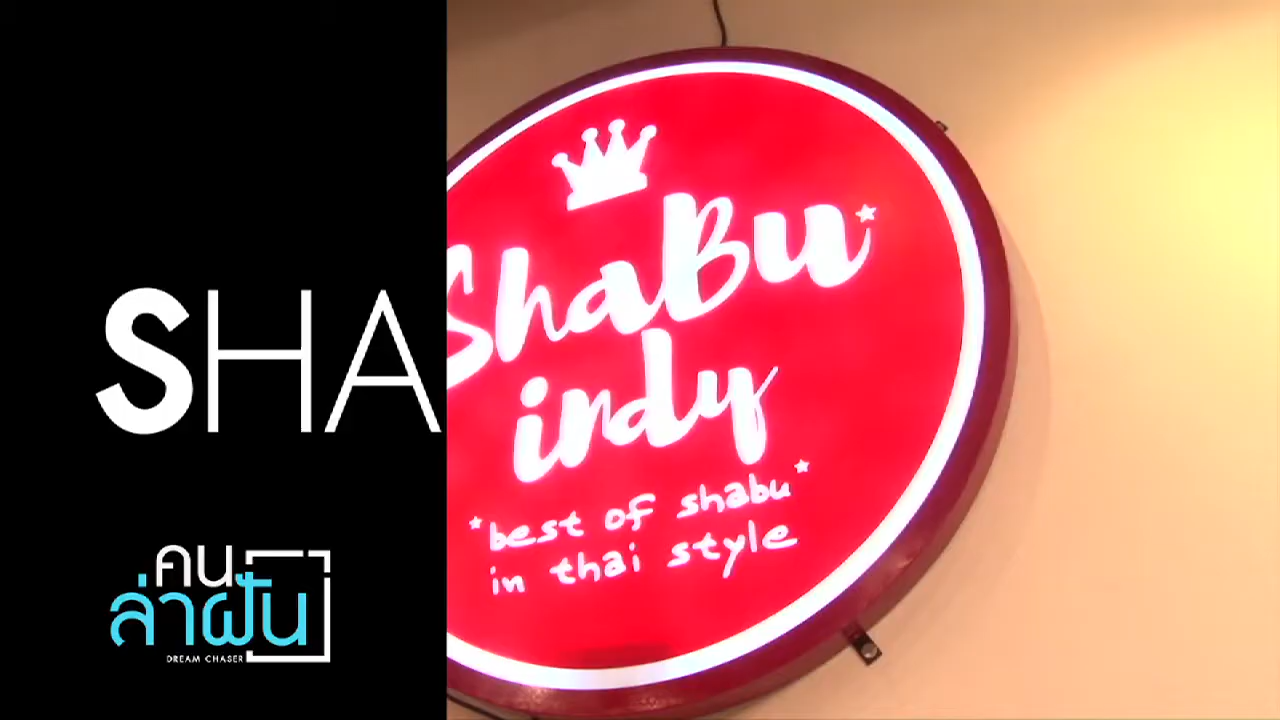 SHA
คน
ล่าฝัน
DREAM CHASER
ShaBu
indy
*best of shabu*
in thai style